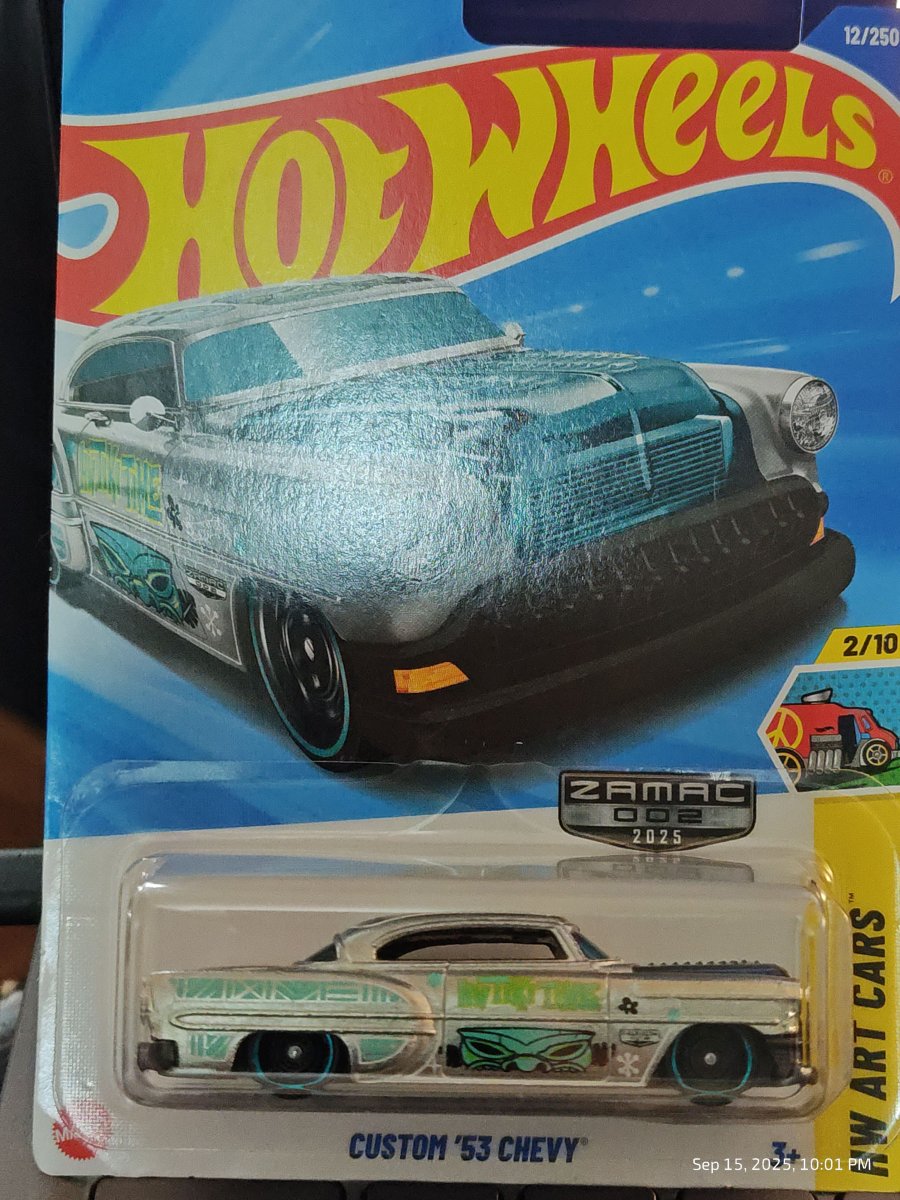 12/250
HOT WHEELS®
2/10
ZAMAC
002
2025
HW ART CARS™
CUSTOM '53 CHEVY®
3+
Sep 15, 2025, 10:01 PM